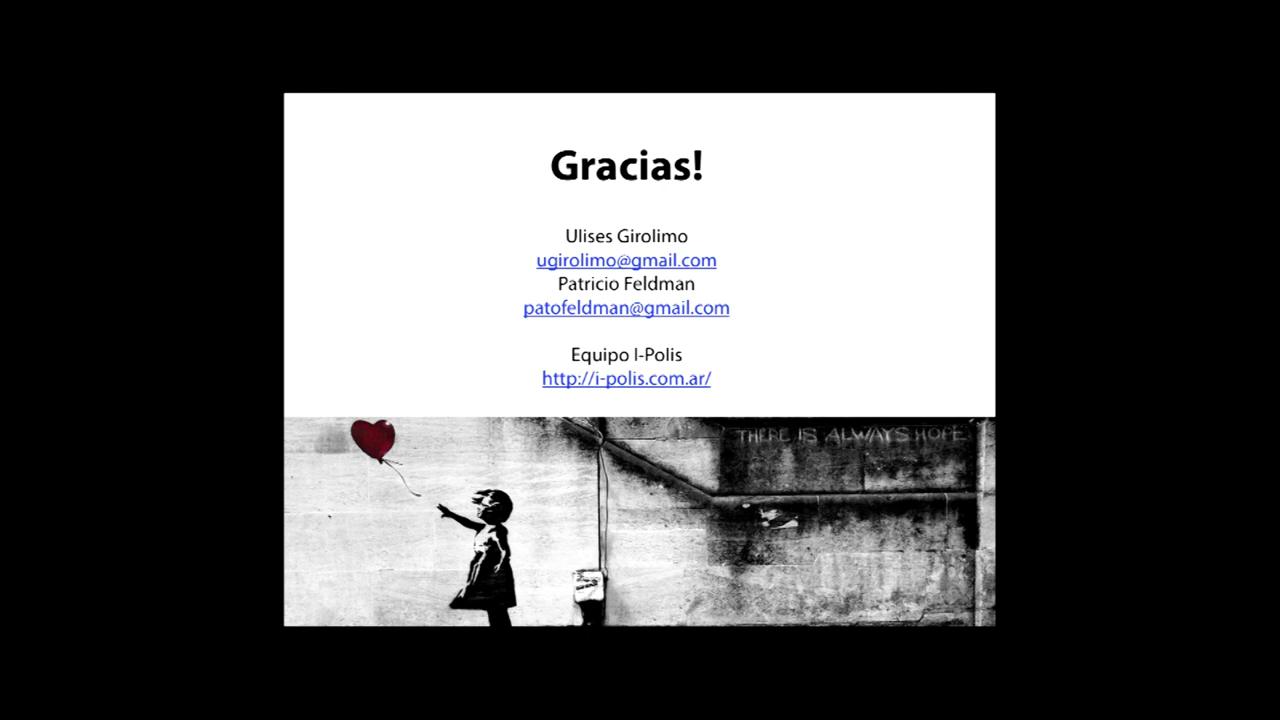 Gracias!
Ulises Girolimo
ugirolimo@gmail.com
Patricio Feldman
patofeldman@gmail.com
Equipo I-Polis
http://i-polis.com.ar/
THERE IS ALWAYS HOPE